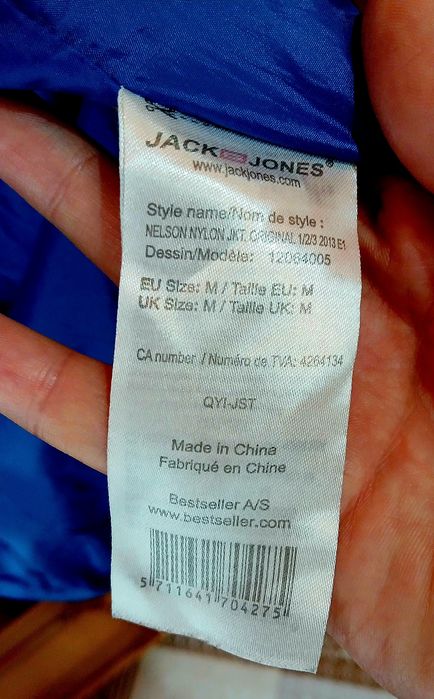 JACK JONES®
www.jackjones.com
Style name/Nom de style :
NELSON NYLON JKT. ORIGINAL 1/2/3 2013 E1
Dessin/Modèle: 12064005
EU Size: M / Taille EU: M
UK Size: M / Taille UK: M
CA number / Numéro de TVA: 4264134
QYI-JST
Made in China
Fabriqué en Chine
Bestseller A/S
www.bestseller.com
5 711641 704275